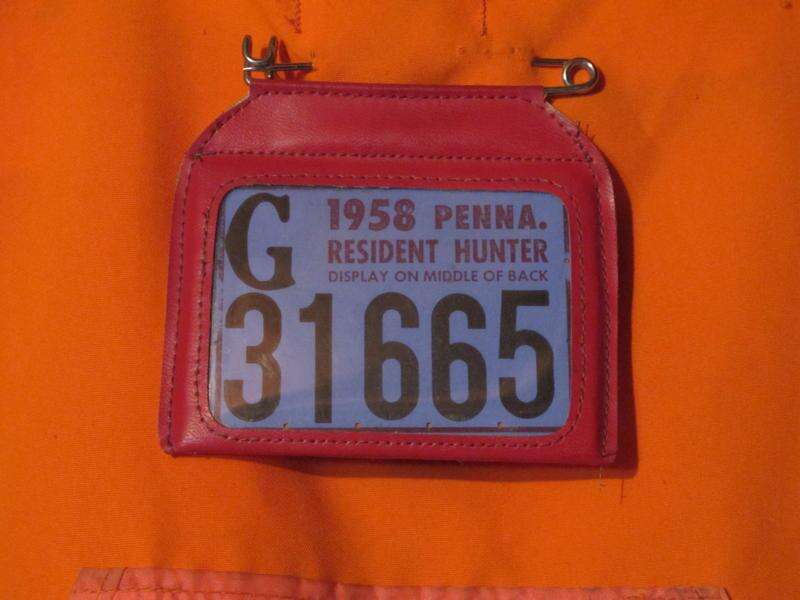 G 1958 PENNA.
RESIDENT HUNTER
DISPLAY ON MIDDLE OF BACK
31665